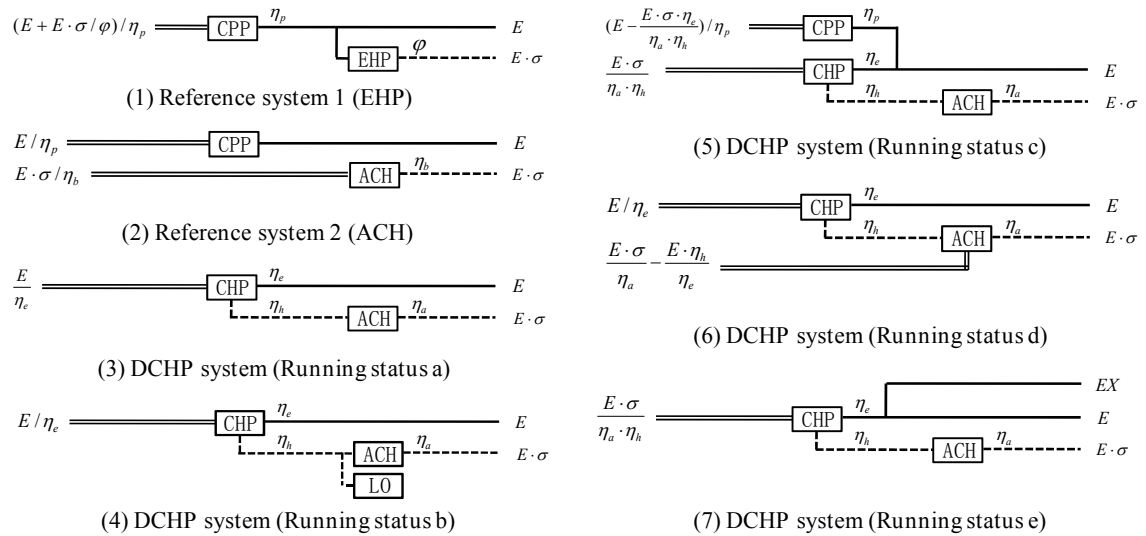 (E + E·σ/φ)/η_p CPP η_p E
EHP φ E·σ
(1) Reference system 1 (EHP)
E/η_p CPP E
E·σ/η_b ACH η_b E·σ
(2) Reference system 2 (ACH)
E/η_e CHP η_e E
η_h ACH η_a E·σ
(3) DCHP system (Running status a)
E/η_e CHP η_e E
η_h ACH η_a E·σ
LO
(4) DCHP system (Running status b)
(E − E·σ·η_e/η_a·η_h)/η_p CPP η_p
E·σ/η_a·η_h CHP η_e E
η_h ACH η_a E·σ
(5) DCHP system (Running status c)
E/η_e CHP η_e E
η_h ACH η_a E·σ
E·σ/η_a − E·η_h/η_e
(6) DCHP system (Running status d)
EX
E·σ/η_a·η_h CHP η_e E
η_h ACH η_a E·σ
(7) DCHP system (Running status e)